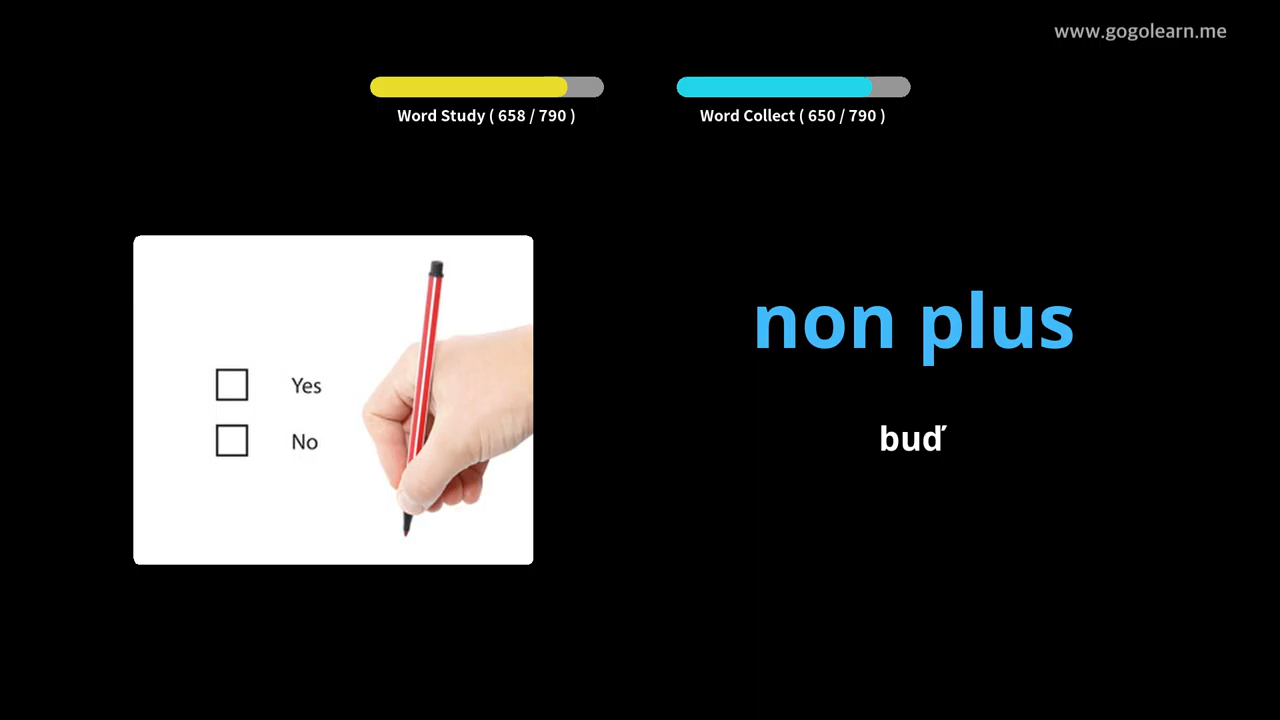 www.gogolearn.me
Word Study ( 658 / 790 )
Word Collect ( 650 / 790 )
Yes
No
non plus
buď